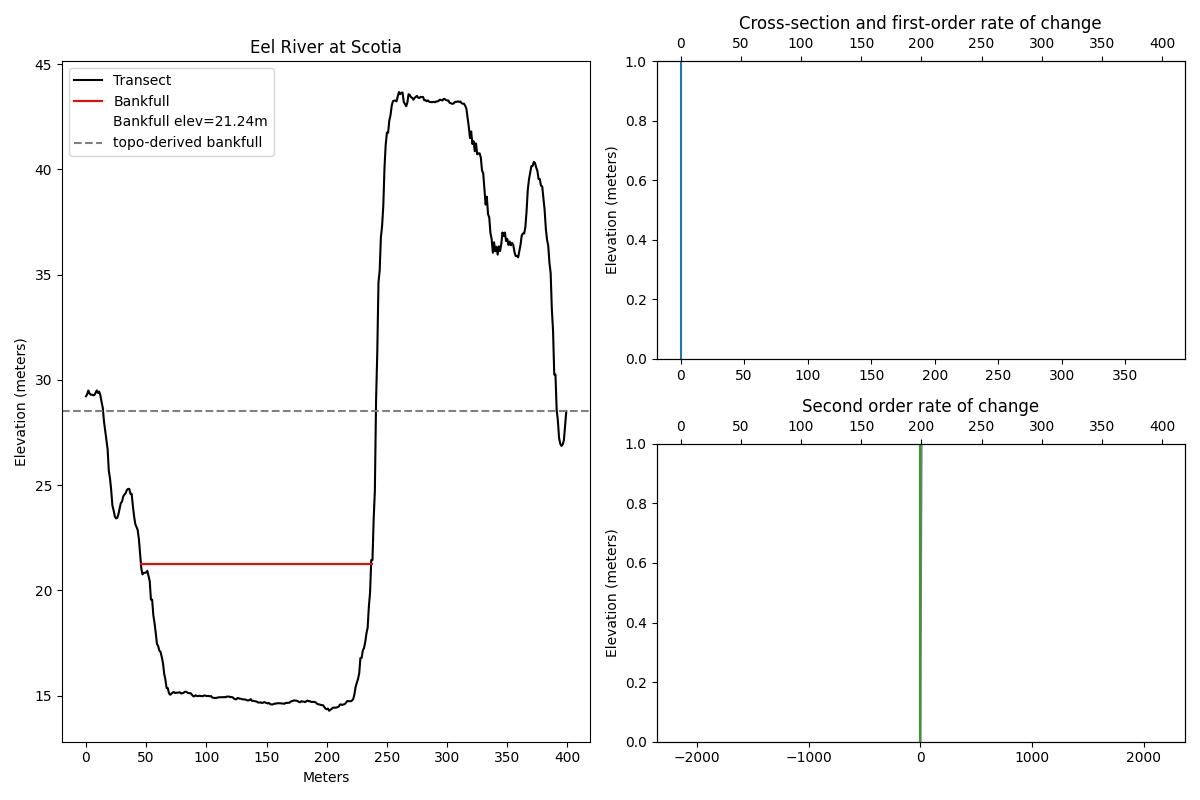 Eel River at Scotia
45
40
35
30
25
20
15
Elevation (meters)
Transect
Bankfull
Bankfull elev=21.24m
topo-derived bankfull
0 50 100 150 200 250 300 350 400
Meters
Cross-section and first-order rate of change
0 50 100 150 200 250 300 350 400
1.0
0.8
0.6
0.4
0.2
0.0
Elevation (meters)
0 50 100 150 200 250 300 350
Second order rate of change
0 50 100 150 200 250 300 350 400
1.0
0.8
0.6
0.4
0.2
0.0
Elevation (meters)
−2000 −1000 0 1000 2000